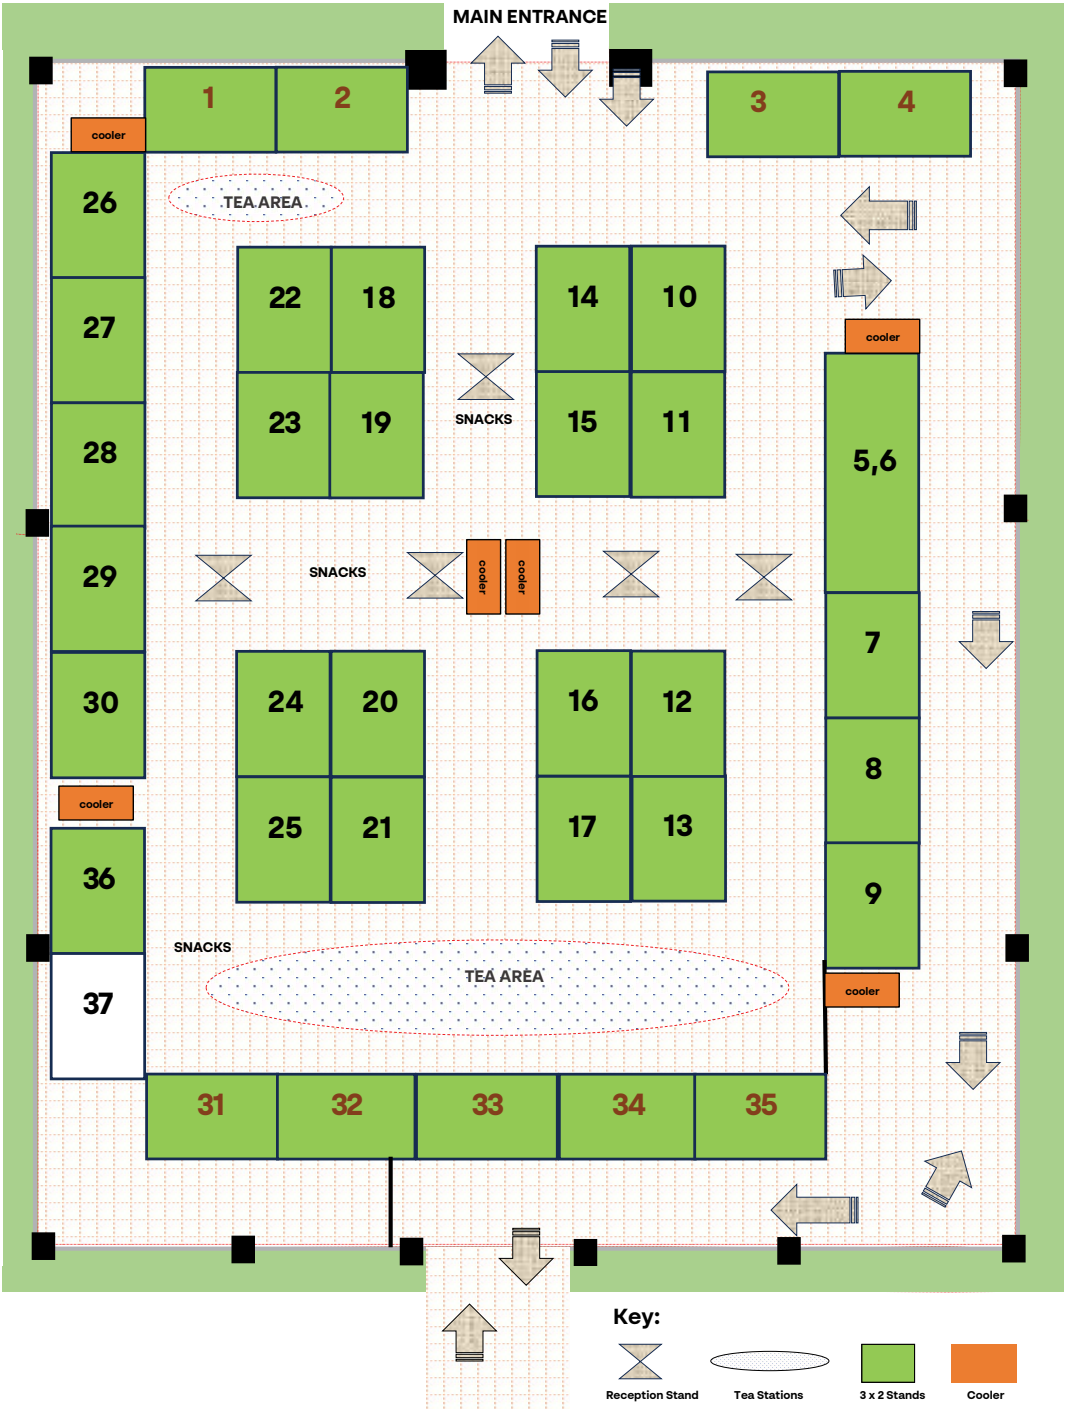 MAIN ENTRANCE
1
2
3
4
cooler
26
TEA AREA
22
18
14
10
27
cooler
SNACKS
23
19
15
11
28
5,6
SNACKS
cooler
cooler
29
7
30
24
20
16
12
8
cooler
25
21
17
13
36
9
SNACKS
TEA AREA
37
cooler
31
32
33
34
35
Key:
Reception Stand
Tea Stations
3 x 2 Stands
Cooler